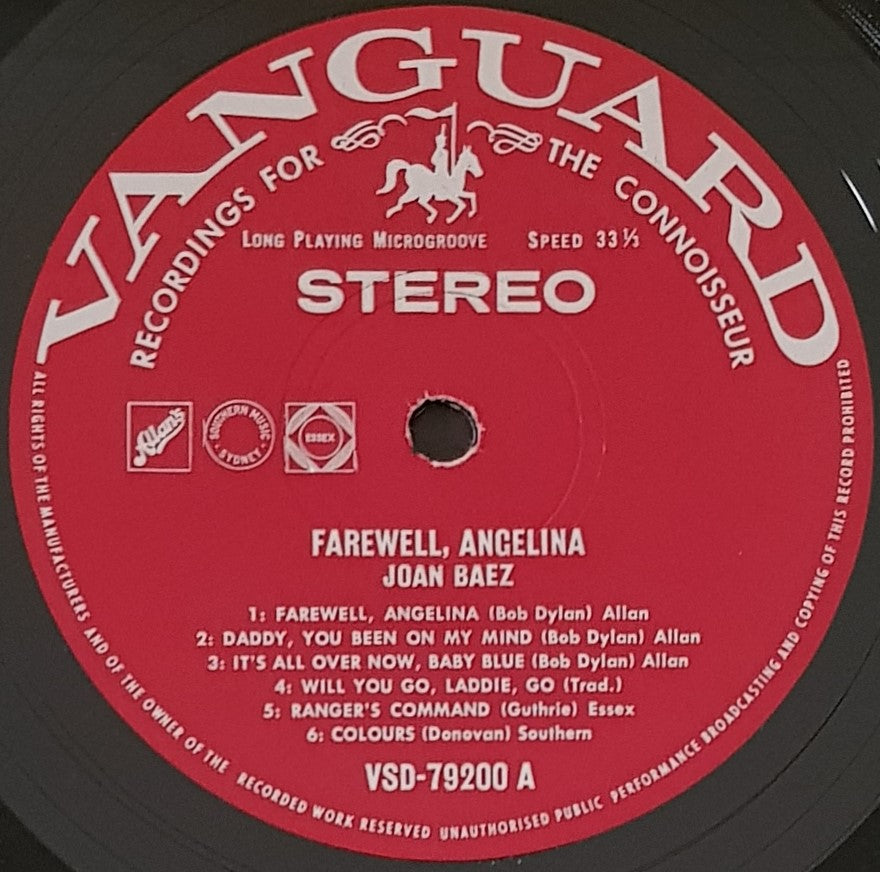 VANGUARD
RECORDINGS FOR THE CONNOISSEUR
LONG PLAYING MICROGROOVE SPEED 33⅓
STEREO
Allan's
SOUTHERN MUSIC
• SYDNEY •
ESSEX
FAREWELL, ANGELINA
JOAN BAEZ
1: FAREWELL, ANGELINA (Bob Dylan) Allan
2: DADDY, YOU BEEN ON MY MIND (Bob Dylan) Allan
3: IT'S ALL OVER NOW, BABY BLUE (Bob Dylan) Allan
4: WILL YOU GO, LADDIE, GO (Trad.)
5: RANGER'S COMMAND (Guthrie) Essex
6: COLOURS (Donovan) Southern
VSD-79200 A
ALL RIGHTS OF THE MANUFACTURERS AND OF THE OWNER OF THE RECORDED WORK RESERVED UNAUTHORISED PUBLIC PERFORMANCE BROADCASTING AND COPYING OF THIS RECORD PROHIBITED